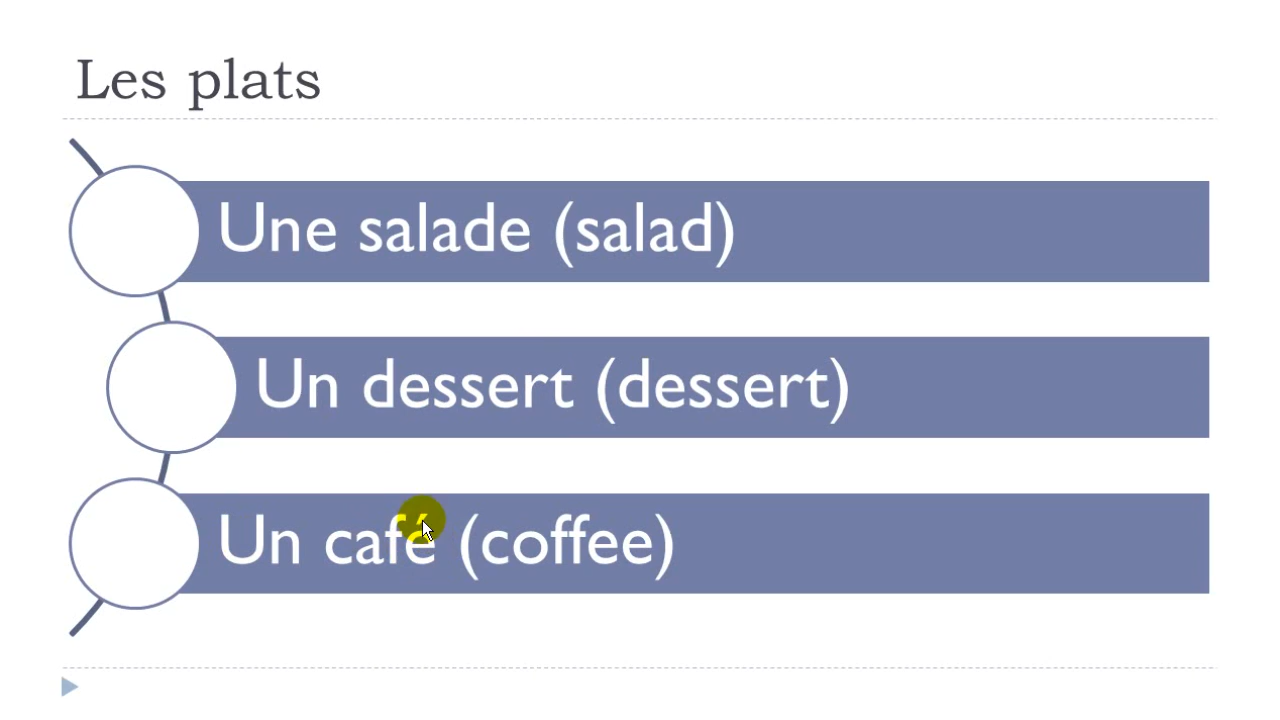 Les plats
Une salade (salad)
Un dessert (dessert)
Un café (coffee)